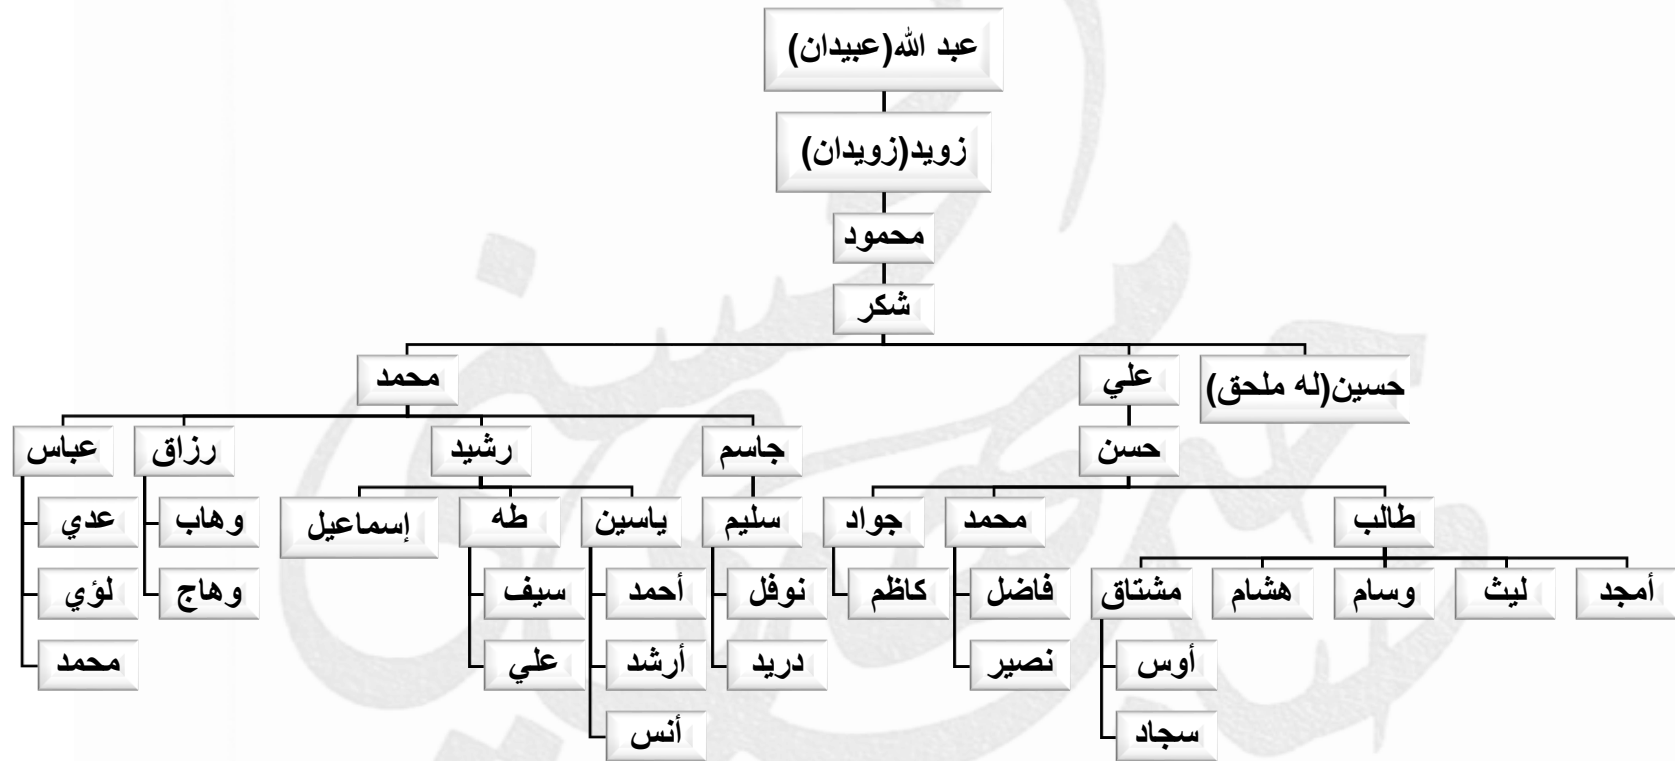 عبد الله(عبيدان)
زويد(زويدان)
محمود
شكر
حسين(له ملحق)
علي
محمد
حسن
جاسم
رشيد
رزاق
عباس
طالب
محمد
جواد
سليم
ياسين
طه
إسماعيل
وهاب
عدي
أمجد
ليث
وسام
هشام
مشتاق
فاضل
كاظم
نوفل
أحمد
سيف
وهاج
لؤي
أوس
نصير
دريد
أرشد
علي
محمد
سجاد
أنس